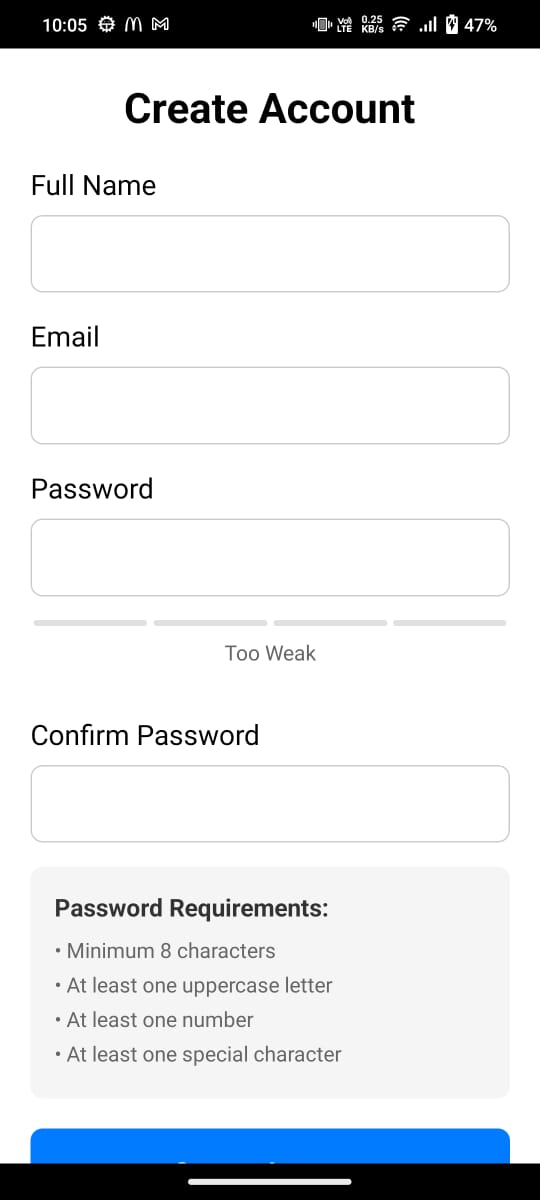 10:05 Vo) LTE 0.25 KB/s 47%
Create Account
Full Name
Email
Password
Too Weak
Confirm Password
Password Requirements:
• Minimum 8 characters
• At least one uppercase letter
• At least one number
• At least one special character